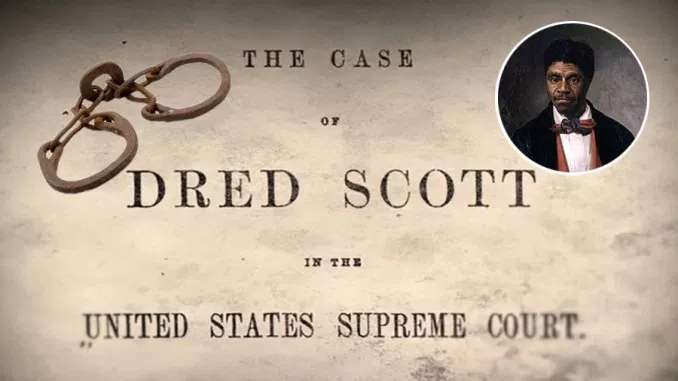 THE CASE
OF
DRED SCOTT
IN THE
UNITED STATES SUPREME COURT.